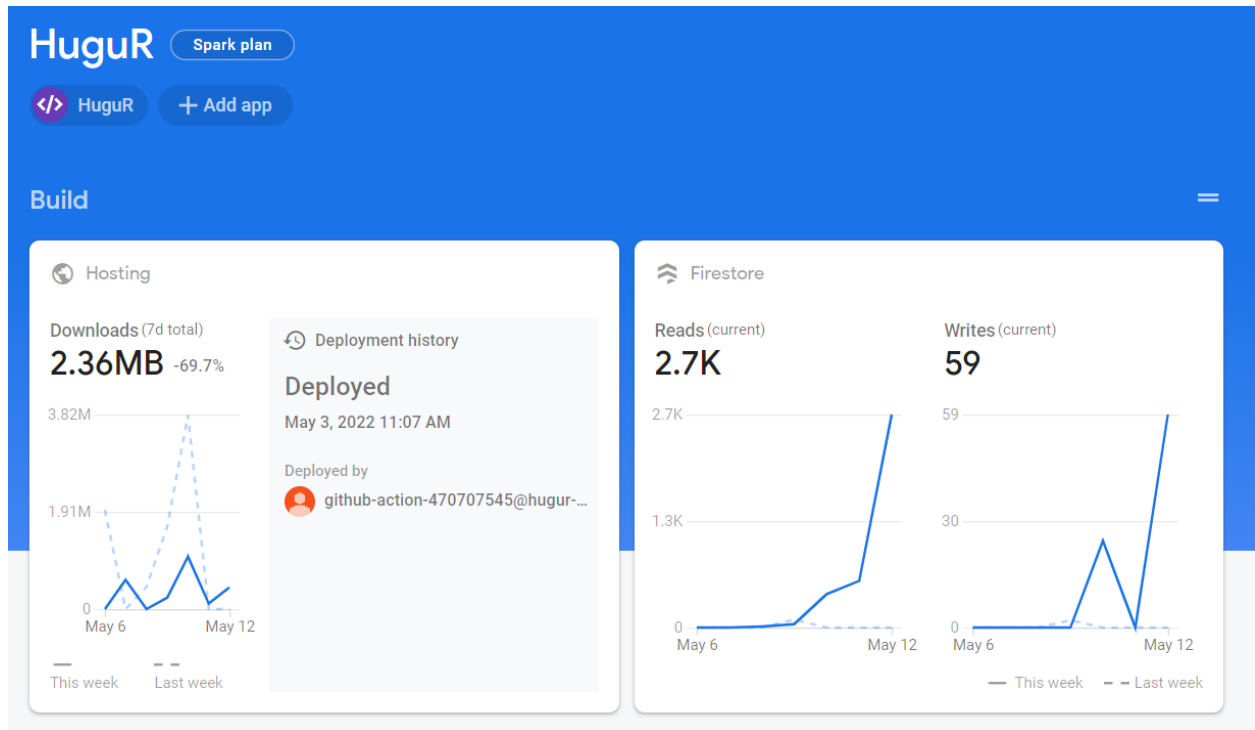 HuguR Spark plan
HuguR + Add app
Build
Hosting
Downloads (7d total)
2.36MB -69.7%
3.82M
1.91M
0
May 6 May 12
This week Last week
Deployment history
Deployed
May 3, 2022 11:07 AM
Deployed by
github-action-470707545@hugur-...
Firestore
Reads (current)
2.7K
2.7K
1.3K
0
May 6 May 12
Writes (current)
59
59
30
0
May 6 May 12
This week Last week